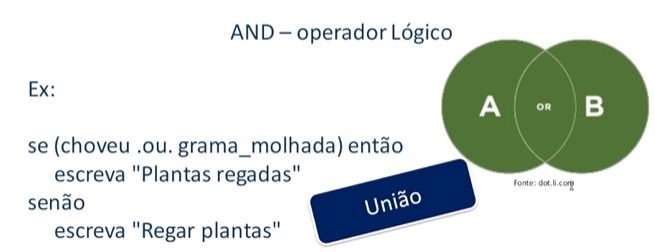 AND – operador Lógico
Ex:
A
OR
B
se (choveu .ou. grama_molhada) então
escreva "Plantas regadas"
senão
escreva "Regar plantas"
União
Fonte: dot.li.com